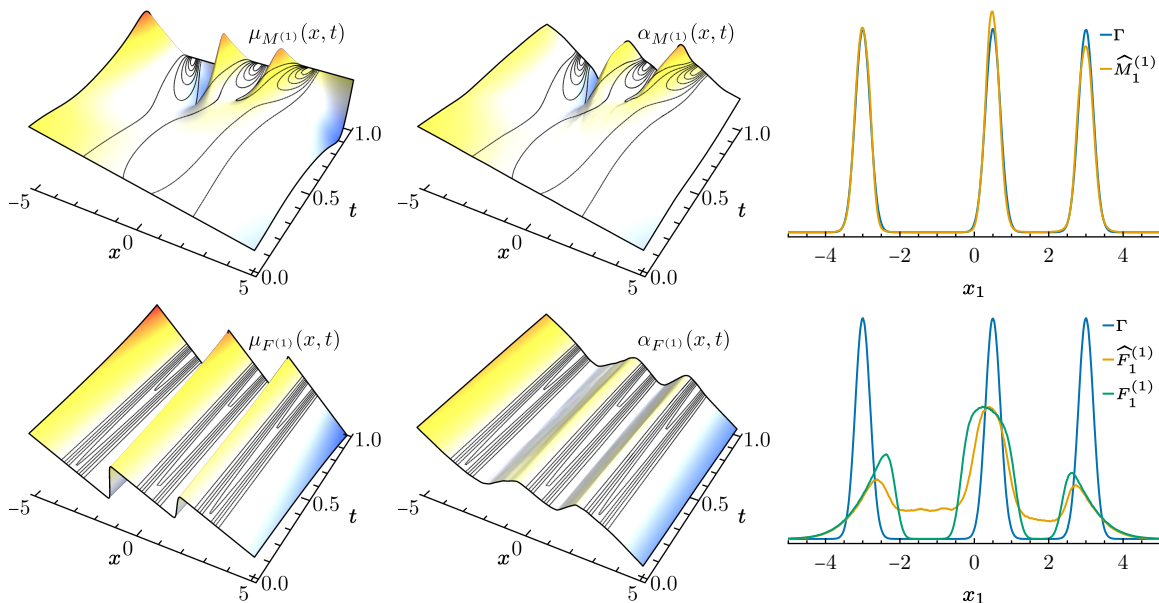 μ_{M^{(1)}}(x, t)
1.0
0.5
t
0.0
-5
0
5
x
α_{M^{(1)}}(x, t)
1.0
0.5
t
0.0
-5
0
5
x
Γ
\widehat{M}_1^{(1)}
-4 -2 0 2 4
x_1
μ_{F^{(1)}}(x, t)
1.0
0.5
t
0.0
-5
0
5
x
α_{F^{(1)}}(x, t)
1.0
0.5
t
0.0
-5
0
5
x
Γ
\widehat{F}_1^{(1)}
F_1^{(1)}
-4 -2 0 2 4
x_1